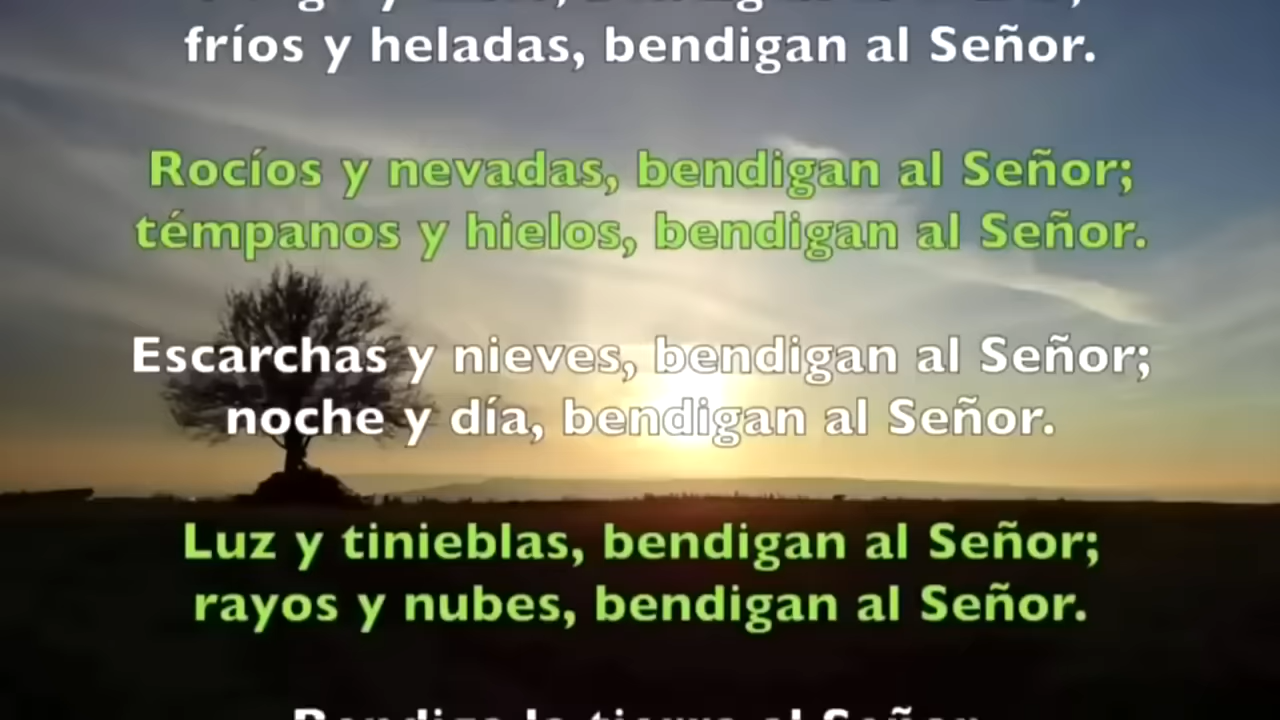 fríos y heladas, bendigan al Señor.
Rocíos y nevadas, bendigan al Señor;
témpanos y hielos, bendigan al Señor.
Escarchas y nieves, bendigan al Señor;
noche y día, bendigan al Señor.
Luz y tinieblas, bendigan al Señor;
rayos y nubes, bendigan al Señor.
Bendiga la tierra al Señor